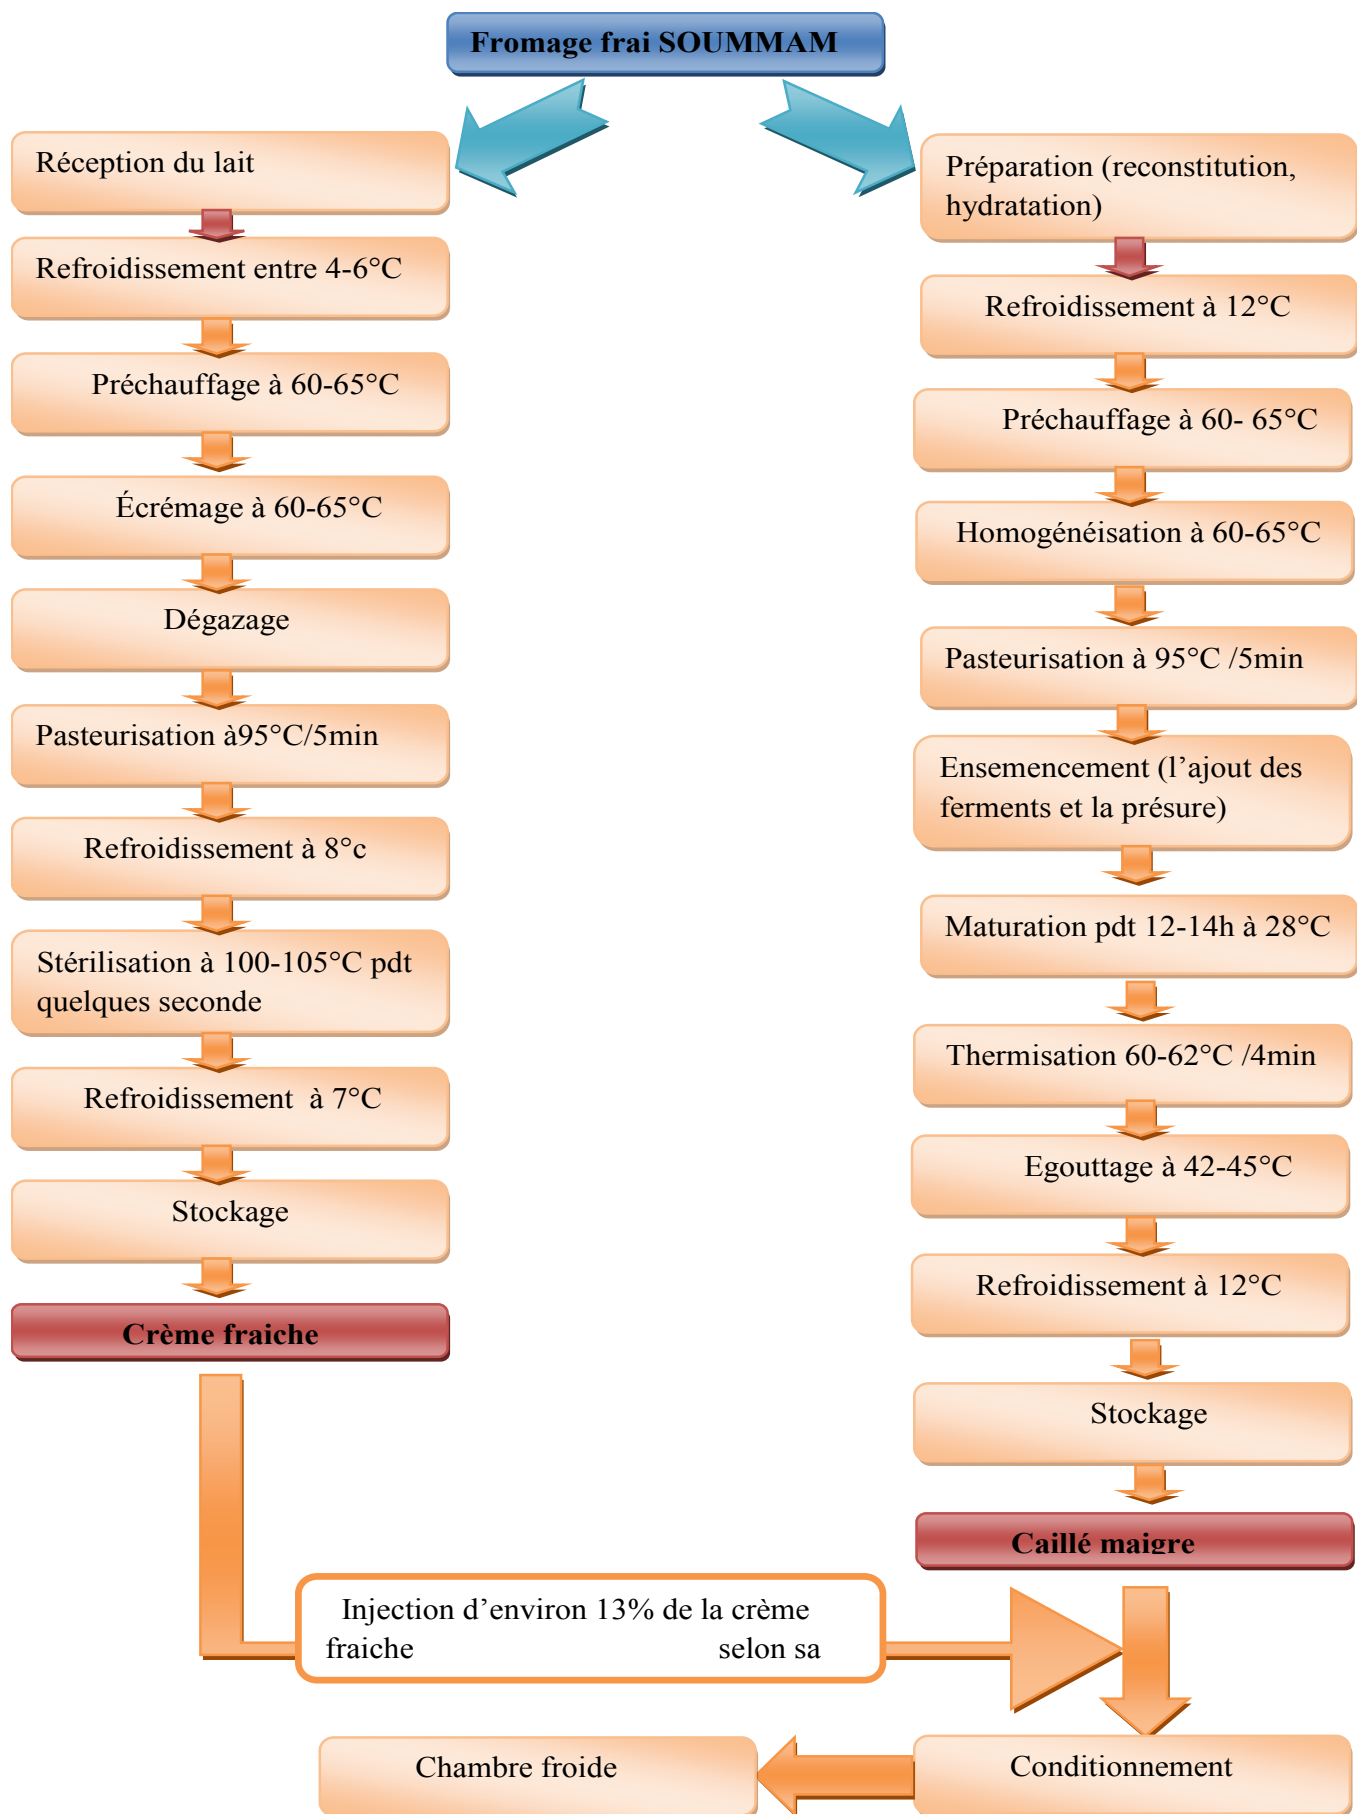 Fromage frai SOUMMAM
Réception du lait
Refroidissement entre 4-6°C
Préchauffage à 60-65°C
Écrémage à 60-65°C
Dégazage
Pasteurisation à95°C/5min
Refroidissement à 8°c
Stérilisation à 100-105°C pdt
quelques seconde
Refroidissement  à 7°C
Stockage
Crème fraiche
Préparation (reconstitution,
hydratation)
Refroidissement à 12°C
Préchauffage à 60- 65°C
Homogénéisation à 60-65°C
Pasteurisation à 95°C /5min
Ensemencement (l’ajout des
ferments et la présure)
Maturation pdt 12-14h à 28°C
Thermisation 60-62°C /4min
Egouttage à 42-45°C
Refroidissement à 12°C
Stockage
Caillé maigre
Injection d’environ 13% de la crème
fraiche selon sa
Conditionnement
Chambre froide